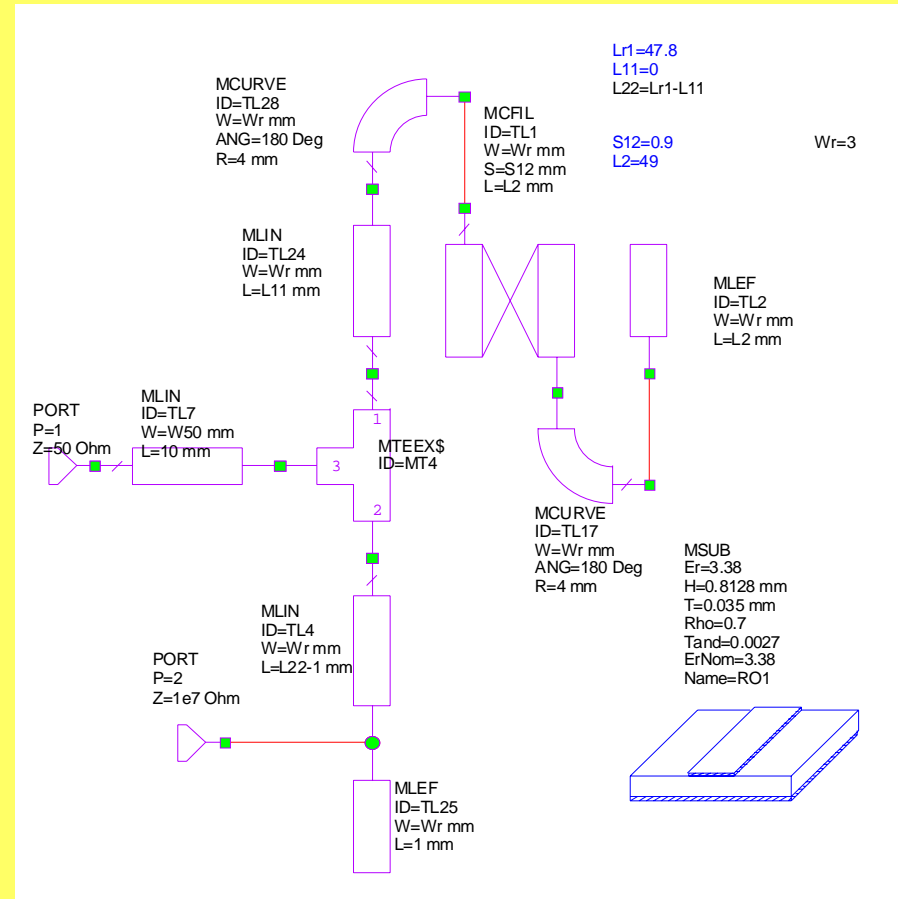 Lr1=47.8
L11=0
L22=Lr1-L11
S12=0.9
L2=49
Wr=3
MCURVE
ID=TL28
W=Wr mm
ANG=180 Deg
R=4 mm
MCFIL
ID=TL1
W=Wr mm
S=S12 mm
L=L2 mm
MLIN
ID=TL24
W=Wr mm
L=L11 mm
MLEF
ID=TL2
W=Wr mm
L=L2 mm
PORT
P=1
Z=50 Ohm
MLIN
ID=TL7
W=W50 mm
L=10 mm
1
3
2
MTEEX$
ID=MT4
MCURVE
ID=TL17
W=Wr mm
ANG=180 Deg
R=4 mm
MSUB
Er=3.38
H=0.8128 mm
T=0.035 mm
Rho=0.7
Tand=0.0027
ErNom=3.38
Name=RO1
MLIN
ID=TL4
W=Wr mm
L=L22-1 mm
PORT
P=2
Z=1e7 Ohm
MLEF
ID=TL25
W=Wr mm
L=1 mm